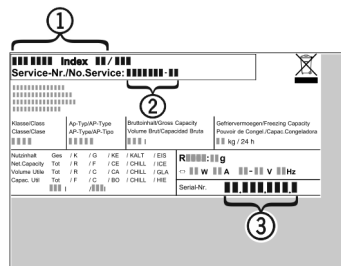 1
Index /
Service-Nr./No.Service: -
2
Klasse/Class Ap-Typ/AP-Type Bruttoinhalt/Gross Capacity Gefriervermoegen/Freezing Capacity
Classe/Clase AP-Type/AP-Tipo Volume Brut/Capacidad Bruta Pouvoir de Congel./Capac.Congeladora
l kg / 24 h
Nutzinhalt Ges / K / G / KE / KALT / EIS
Net.Capacity Tot / R / F / CE / CHILL / ICE
Volume Utile Tot / R / C / CA / CHILL / GLA
Capac. Util Tot / F / C / BO / CHILL / HIE
l / l
R : g
W A - V Hz
Serial-Nr.
3